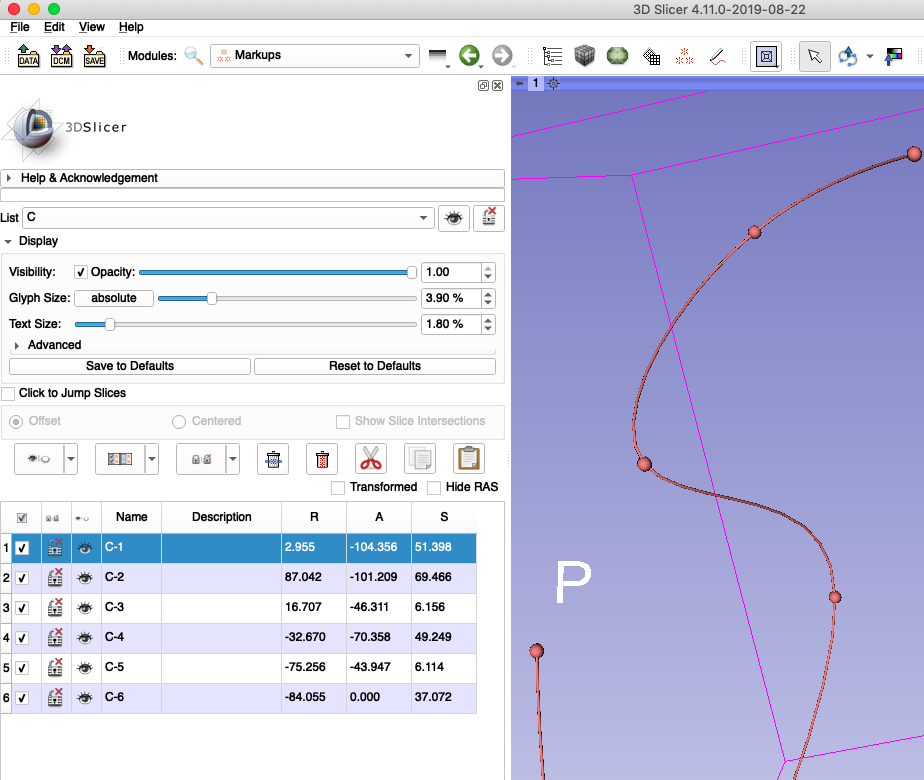 3D Slicer 4.11.0-2019-08-22
File Edit View Help
DATA DCM SAVE Modules: Markups
1
3DSlicer
Help & Acknowledgement
List C
Display
Visibility: Opacity: 1.00
Glyph Size: absolute 3.90 %
Text Size: 1.80 %
Advanced
Save to Defaults Reset to Defaults
Click to Jump Slices
Offset Centered Show Slice Intersections
Transformed Hide RAS
Name Description R A S
1 C-1 2.955 -104.356 51.398
2 C-2 87.042 -101.209 69.466
3 C-3 16.707 -46.311 6.156
4 C-4 -32.670 -70.358 49.249
5 C-5 -75.256 -43.947 6.114
6 C-6 -84.055 0.000 37.072
P